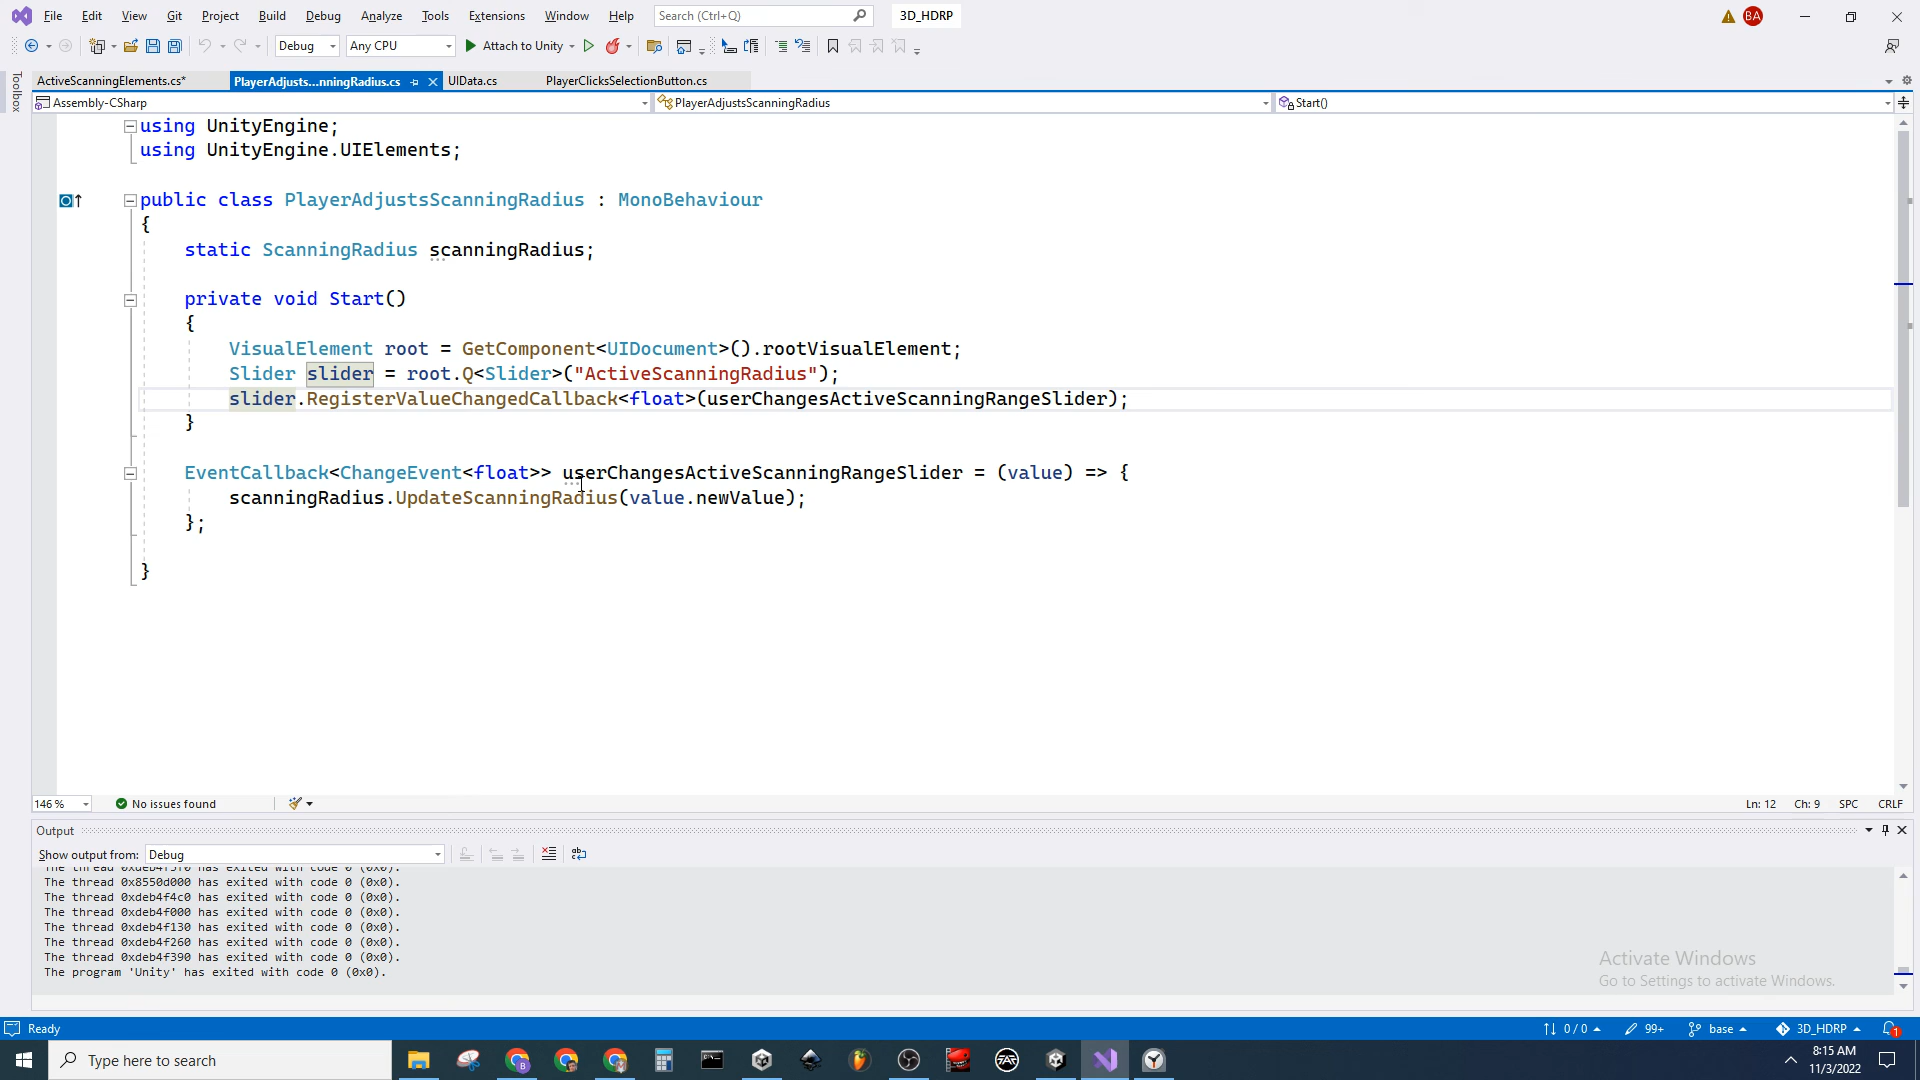 File Edit View Git Project Build Debug Analyze Tools Extensions Window Help Search (Ctrl+Q) 3D_HDRP BA
Debug Any CPU Attach to Unity
ActiveScanningElements.cs* PlayerAdjusts...nningRadius.cs UIData.cs PlayerClicksSelectionButton.cs
Toolbox
Assembly-CSharp PlayerAdjustsScanningRadius Start()
using UnityEngine;
using UnityEngine.UIElements;
public class PlayerAdjustsScanningRadius : MonoBehaviour
{
static ScanningRadius scanningRadius;
private void Start()
{
VisualElement root = GetComponent<UIDocument>().rootVisualElement;
Slider slider = root.Q<Slider>("ActiveScanningRadius");
slider.RegisterValueChangedCallback<float>(userChangesActiveScanningRangeSlider);
}
EventCallback<ChangeEvent<float>> userChangesActiveScanningRangeSlider = (value) => {
scanningRadius.UpdateScanningRadius(value.newValue);
};
}
146 % No issues found Ln: 12 Ch: 9 SPC CRLF
Output
Show output from: Debug
The thread 0x8550d000 has exited with code 0 (0x0).
The thread 0xdeb4f4c0 has exited with code 0 (0x0).
The thread 0xdeb4f000 has exited with code 0 (0x0).
The thread 0xdeb4f130 has exited with code 0 (0x0).
The thread 0xdeb4f260 has exited with code 0 (0x0).
The thread 0xdeb4f390 has exited with code 0 (0x0).
The program 'Unity' has exited with code 0 (0x0).
Activate Windows
Go to Settings to activate Windows.
Ready 0 / 0 99+ base 3D_HDRP 1
Type here to search
8:15 AM
11/3/2022